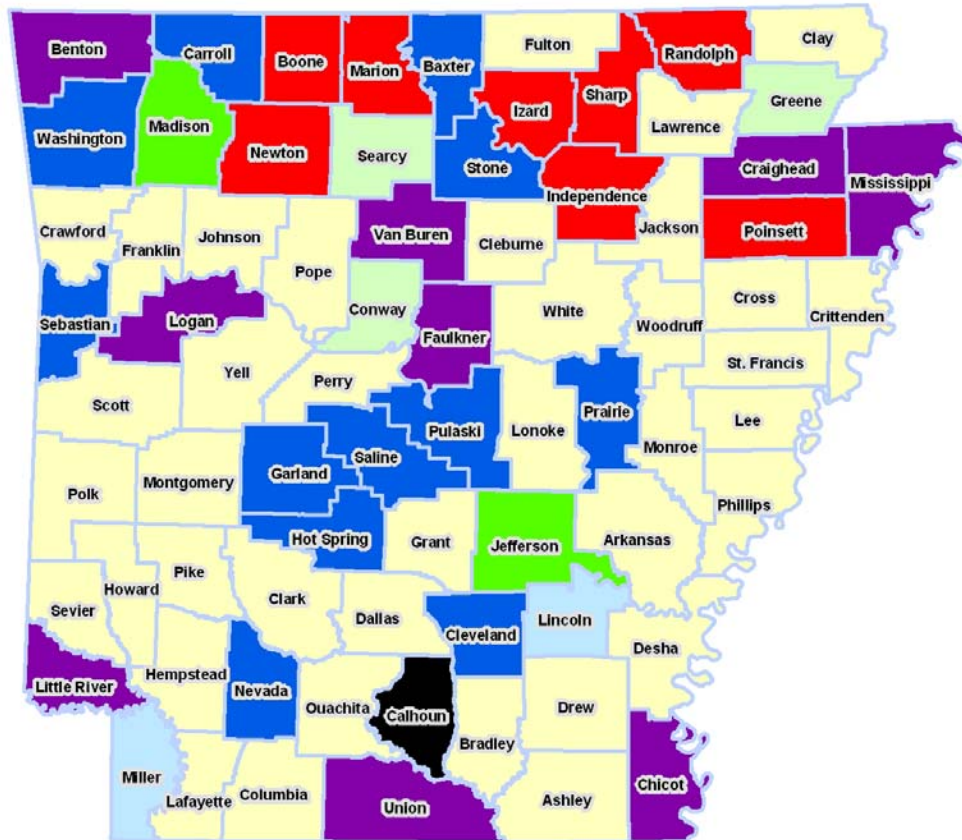 Benton
Carroll
Boone
Marion
Baxter
Fulton
Randolph
Clay
Washington
Madison
Newton
Searcy
Stone
Izard
Sharp
Lawrence
Greene
Independence
Craighead
Mississippi
Crawford
Franklin
Johnson
Pope
Van Buren
Cleburne
Jackson
Poinsett
Sebastian
Logan
Conway
Faulkner
White
Woodruff
Cross
Crittenden
St. Francis
Scott
Yell
Perry
Pulaski
Lonoke
Prairie
Monroe
Lee
Polk
Montgomery
Garland
Saline
Phillips
Hot Spring
Grant
Jefferson
Arkansas
Sevier
Howard
Pike
Clark
Dallas
Cleveland
Lincoln
Desha
Little River
Hempstead
Nevada
Ouachita
Calhoun
Bradley
Drew
Miller
Lafayette
Columbia
Union
Ashley
Chicot